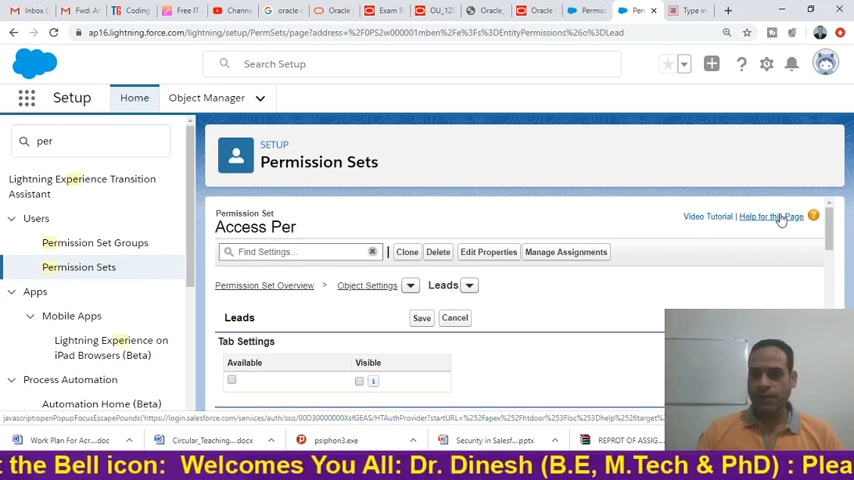 Inbox (
Fwd: A
Coding
Free IT
Chann
oracle c
Oracle
Exam P
OU_1Z
Oracle_
Oracle
Permiss
Per
Type in
ap16.lightning.force.com/lightning/setup/PermSets/page?address=%2F0PS2w000001mben%2Fe%3Fs%3DEntityPermissions%26o%3DLead
Search Setup
Setup
Home
Object Manager
per
Lightning Experience Transition
Assistant
Users
Permission Set Groups
Permission Sets
Apps
Mobile Apps
Lightning Experience on
iPad Browsers (Beta)
Process Automation
Automation Home (Beta)
SETUP
Permission Sets
Permission Set
Access Per
Video Tutorial | Help for this Page
Find Settings...
Clone
Delete
Edit Properties
Manage Assignments
Permission Set Overview
Object Settings
Leads
Leads
Save
Cancel
Tab Settings
Available
Visible
Work Plan For Acr....doc
Circular_Teaching....docx
psiphon3.exe
Security in Salesf....pptx
REPROT OF ASSIG
t the Bell icon: Welcomes You All: Dr. Dinesh (B.E, M.Tech & PhD) : Plea